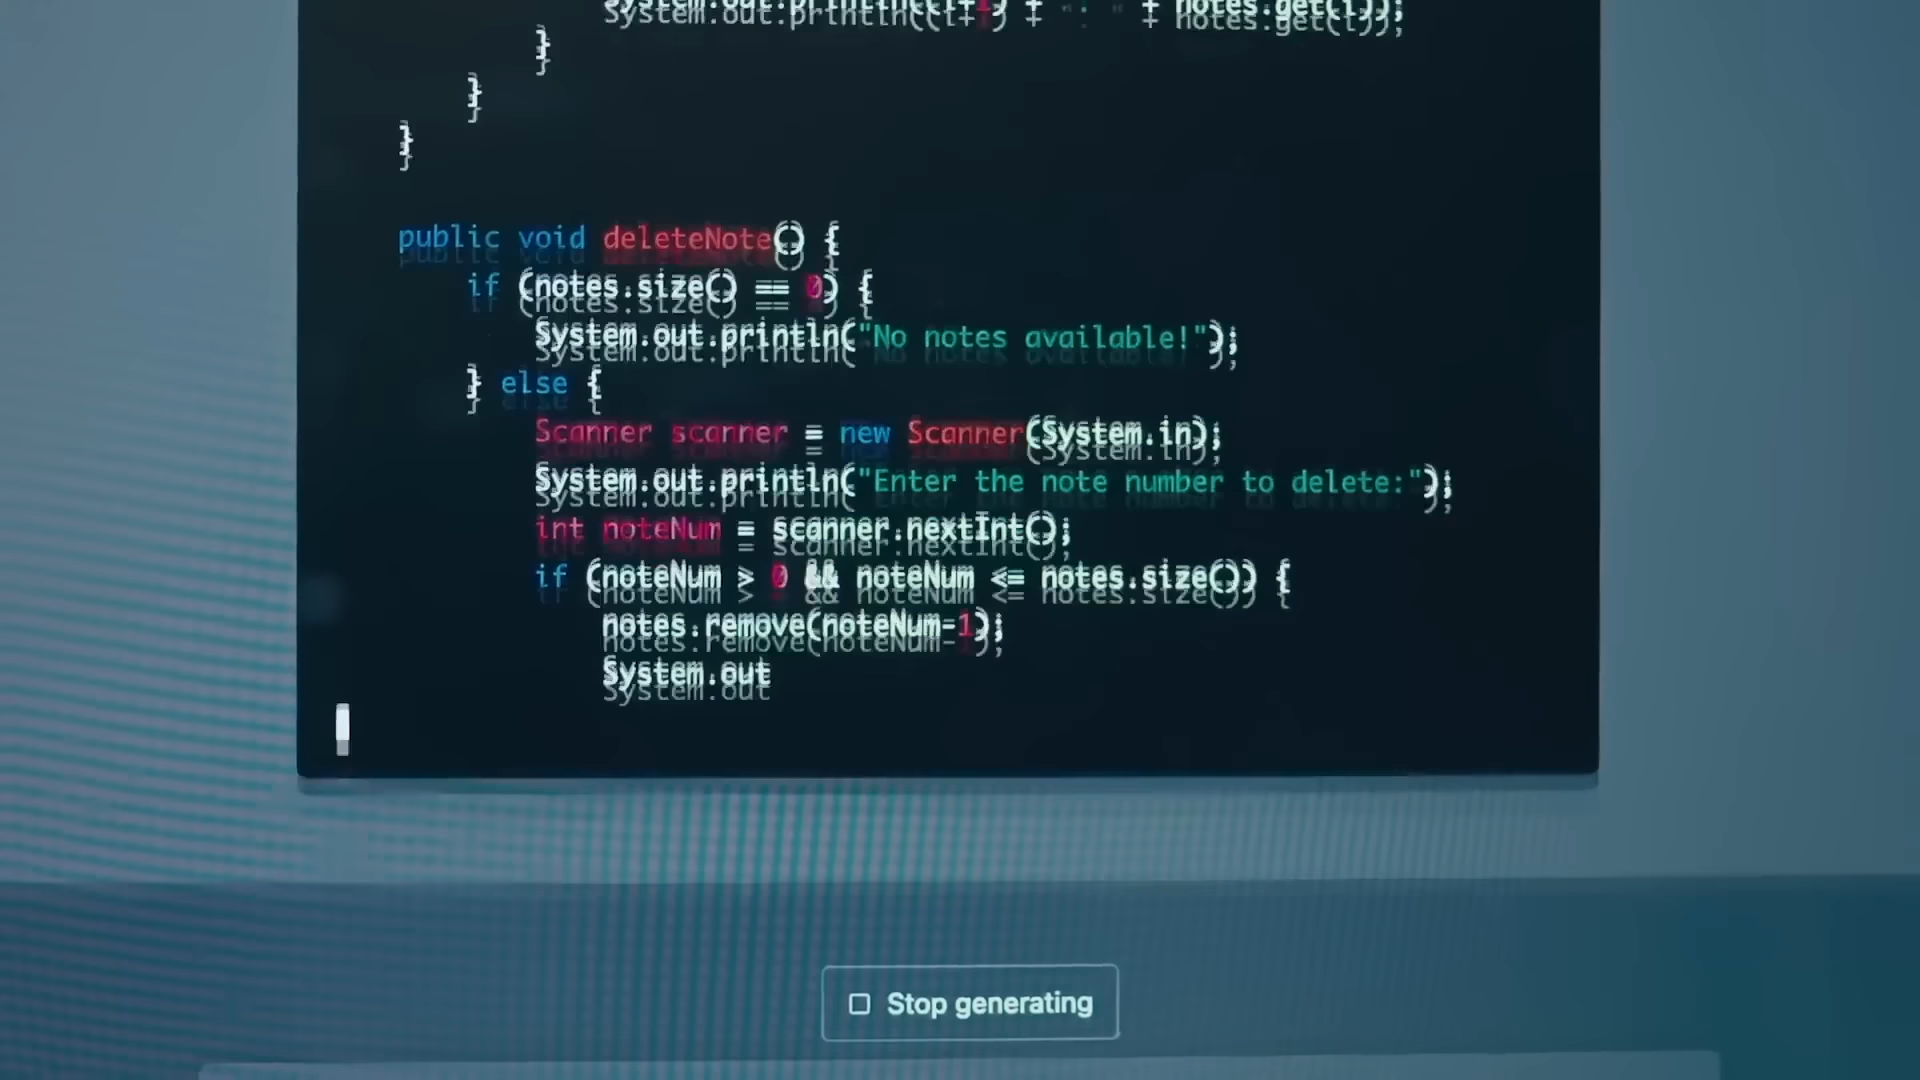 System.out.println((i+1) + ". " + notes.get(i));
}
}
}
public void deleteNote() {
if (notes.size() == 0) {
System.out.println("No notes available!");
} else {
Scanner scanner = new Scanner(System.in);
System.out.println("Enter the note number to delete:");
int noteNum = scanner.nextInt();
if (noteNum > 0 && noteNum <= notes.size()) {
notes.remove(noteNum-1);
System.out
Stop generating